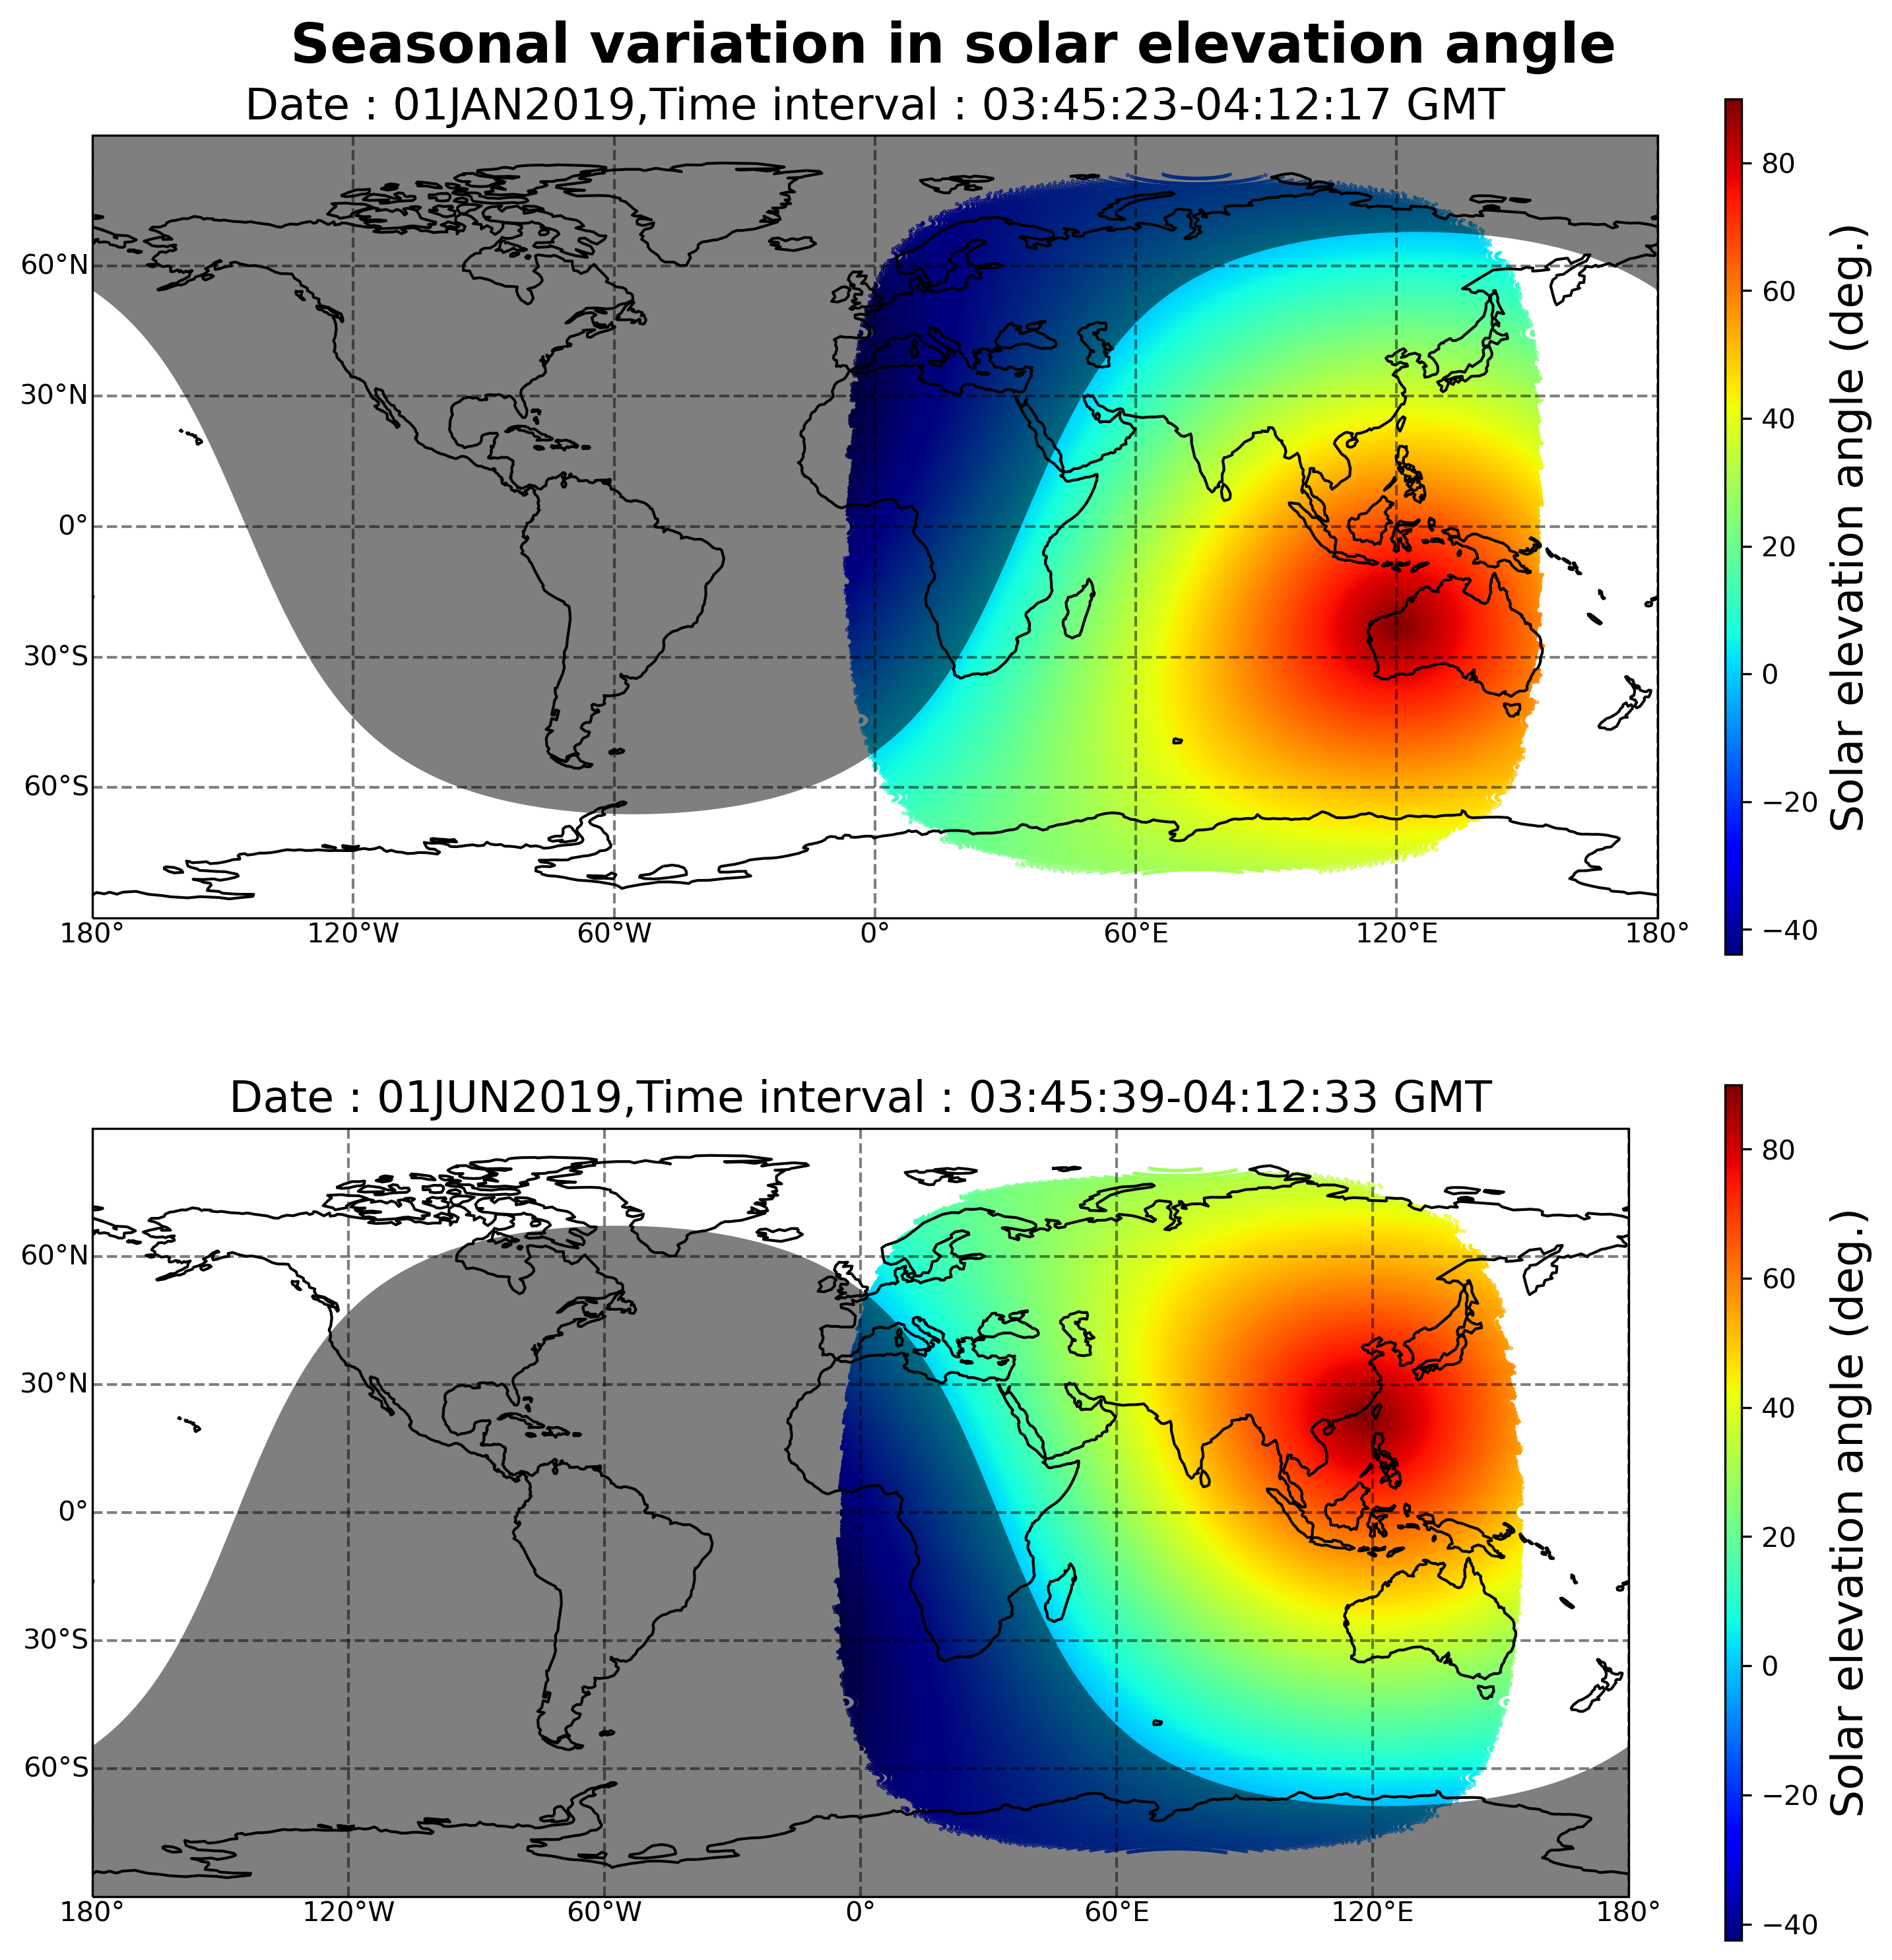 Seasonal variation in solar elevation angle
Date : 01JAN2019,Time interval : 03:45:23-04:12:17 GMT
60°N
30°N
0°
30°S
60°S
180°
120°W
60°W
0°
60°E
120°E
180°
80
60
40
20
0
−20
−40
Solar elevation angle (deg.)
Date : 01JUN2019,Time interval : 03:45:39-04:12:33 GMT
60°N
30°N
0°
30°S
60°S
180°
120°W
60°W
0°
60°E
120°E
180°
80
60
40
20
0
−20
−40
Solar elevation angle (deg.)